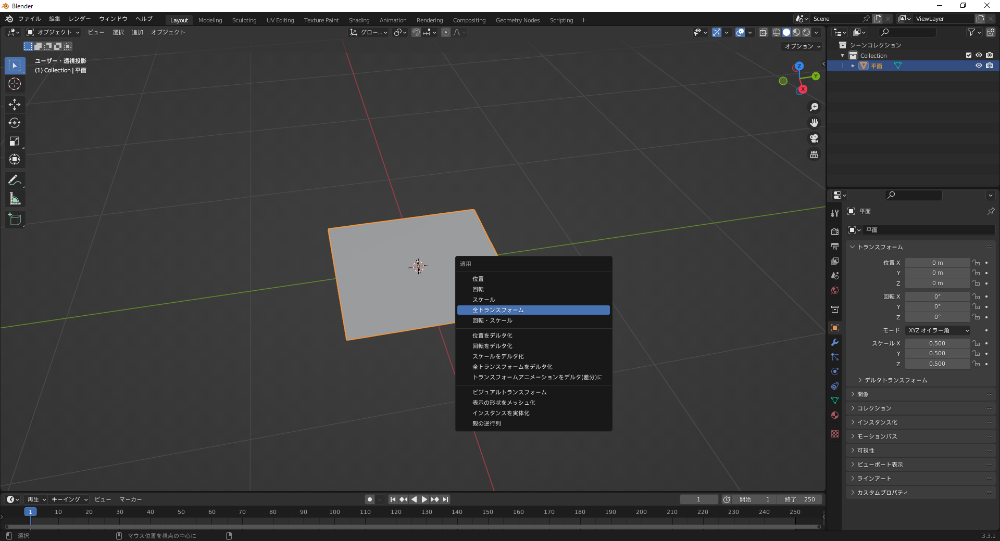 Blender
ファイル 編集 レンダー ウィンドウ ヘルプ Layout Modeling Sculpting UV Editing Texture Paint Shading Animation Rendering Compositing Geometry Nodes Scripting + Scene ViewLayer
オブジェクト ビュー 選択 追加 オブジェクト グロー...
オプション
ユーザー・透視投影
(1) Collection | 平面
Z
Y
X
適用
位置
回転
スケール
全トランスフォーム
回転・スケール
位置をデルタ化
回転をデルタ化
スケールをデルタ化
全トランスフォームをデルタ化
トランスフォームアニメーションをデルタ(差分)に
ビジュアルトランスフォーム
表示の形状をメッシュ化
インスタンスを実体化
親の逆行列
シーンコレクション
Collection
平面
平面
平面
トランスフォーム
位置 X 0 m
Y 0 m
Z 0 m
回転 X 0°
Y 0°
Z 0°
モード XYZ オイラー角
スケール X 0.500
Y 0.500
Z 0.500
デルタトランスフォーム
関係
コレクション
インスタンス化
モーションパス
可視性
ビューポート表示
ラインアート
カスタムプロパティ
再生 キーイング ビュー マーカー 1 開始 1 終了 250
1 10 20 30 40 50 60 70 80 90 100 110 120 130 140 150 160 170 180 190 200 210 220 230 240 250
選択 マウス位置を視点の中心に 3.3.1